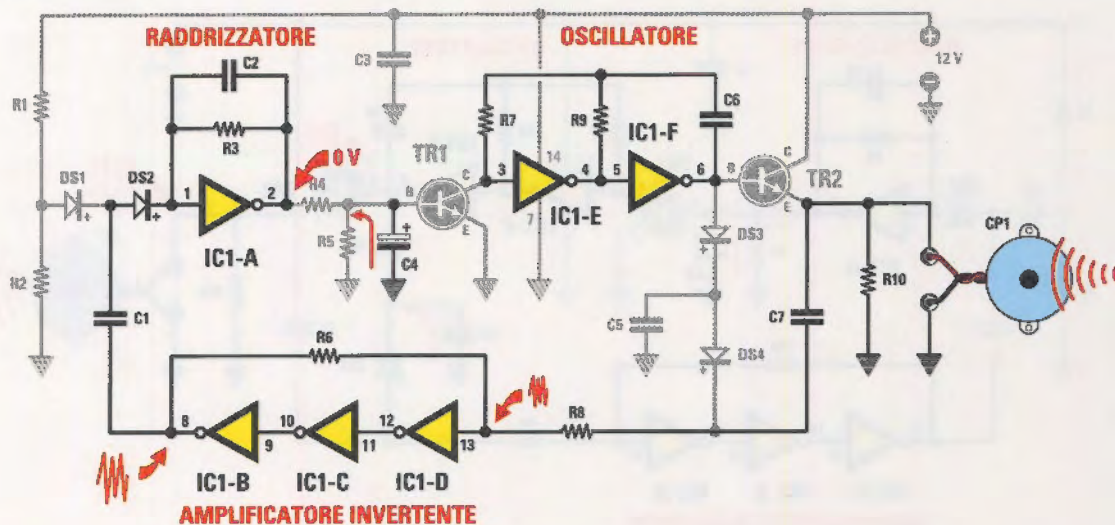 RADDRIZZATORE
OSCILLATORE
C2
C3
+
12 V
−
R1
R3
R7
R9
C6
IC1-F
0 V
TR1
C
14
C
DS1
DS2
1
2
R4
B
3
4
5
6
B
TR2
+
+
IC1-E
E
IC1-A
R5
+
E
7
DS3
CP1
R2
C4
+
R10
C1
C5
C7
R6
DS4
+
8
10
12
R8
9
11
13
IC1-B
IC1-C
IC1-D
AMPLIFICATORE INVERTENTE